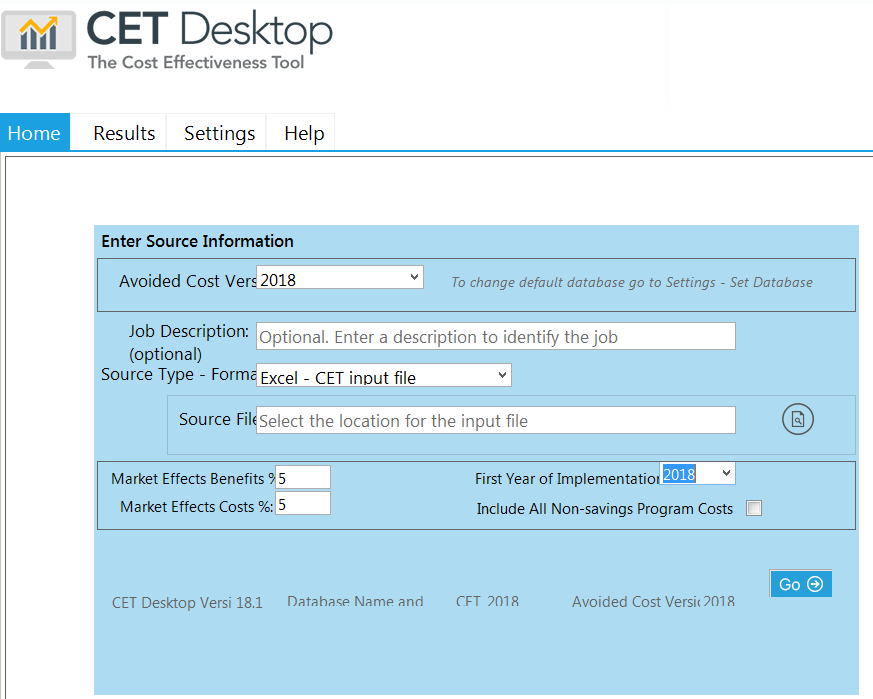 CET Desktop
The Cost Effectiveness Tool
Home Results Settings Help
Enter Source Information
Avoided Cost Vers 2018 To change default database go to Settings - Set Database
Job Description: Optional. Enter a description to identify the job
(optional)
Source Type - Forma Excel - CET input file
Source File Select the location for the input file
Market Effects Benefits % 5 First Year of Implementation 2018
Market Effects Costs %: 5 Include All Non-savings Program Costs
Go
CET Desktop Versi 18.1 Database Name and CET 2018 Avoided Cost Versic 2018